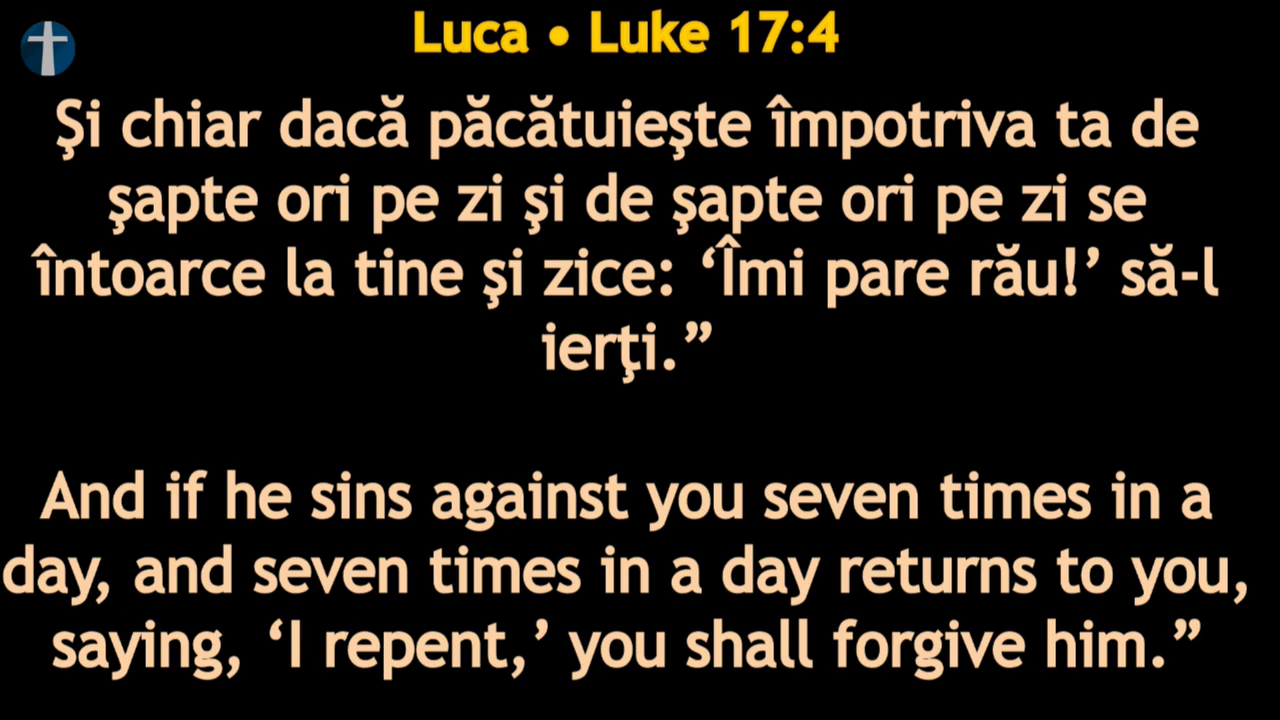 Luca • Luke 17:4
Şi chiar dacă păcătuieşte împotriva ta de
şapte ori pe zi şi de şapte ori pe zi se
întoarce la tine şi zice: ‘Îmi pare rău!’ să-l
ierţi.”
And if he sins against you seven times in a
day, and seven times in a day returns to you,
saying, ‘I repent,’ you shall forgive him.”